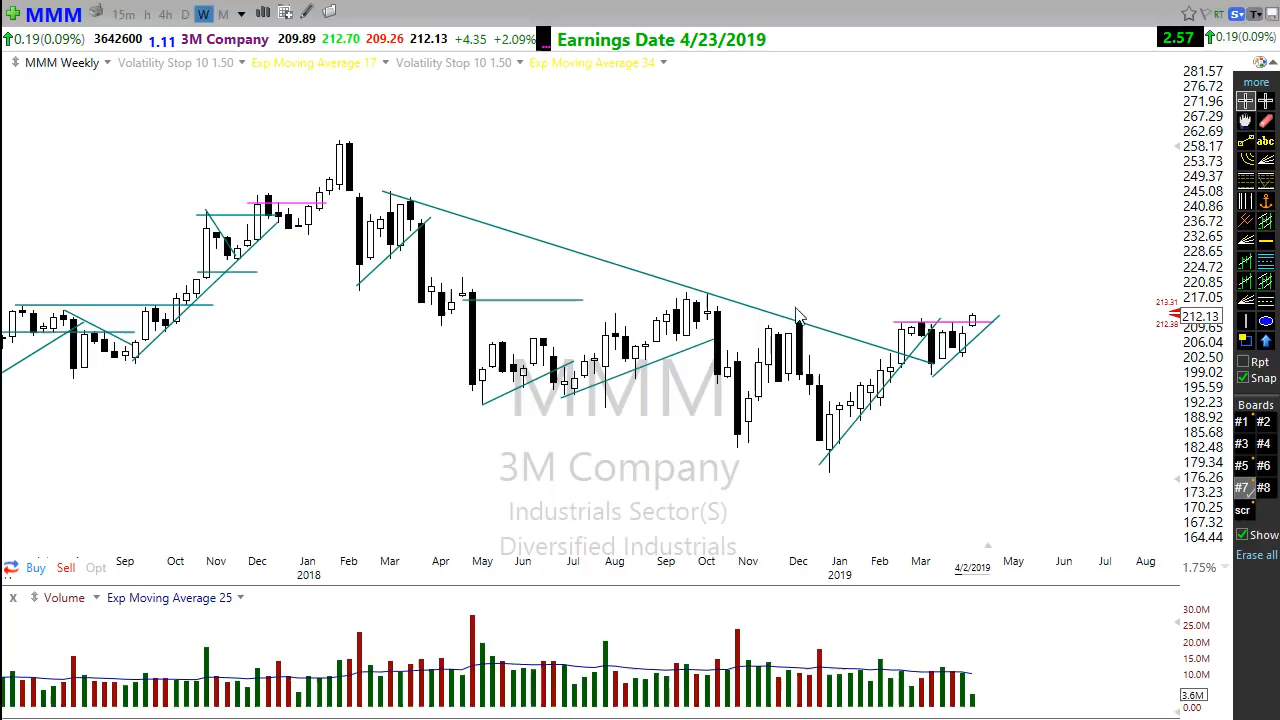 MMM 15m h 4h D W M RT S T
0.19(0.09%) 3642600 1.11 3M Company 209.89 212.70 209.26 212.13 +4.35 +2.09% ... Earnings Date 4/23/2019 2.57 0.19(0.09%)
MMM Weekly Volatility Stop 10 1.50 Exp Moving Average 17 Volatility Stop 10 1.50 Exp Moving Average 34
281.57
276.72
271.96
267.29
262.69
258.17
253.73
249.37
245.08
240.86
236.72
232.65
228.65
224.72
220.85
217.05
213.31
212.13
212.38
209.65
206.04
202.50
199.02
195.59
192.23
188.92
185.68
182.48
179.34
176.26
173.23
170.25
167.32
164.44
more
abc
Rpt
Snap
Boards
#1 #2
#3 #4
#5 #6
#7 #8
scr
Show
Erase all
MMM
3M Company
Industrials Sector(S)
Diversified Industrials
Sep Oct Nov Dec Jan Feb Mar Apr May Jun Jul Aug Sep Oct Nov Dec Jan Feb Mar 4/2/2019 May Jun Jul Aug
2018 2019
Buy Sell Opt 1.75%
x Volume Exp Moving Average 25
30.0M
25.0M
20.0M
15.0M
10.0M
3.6M
0.00